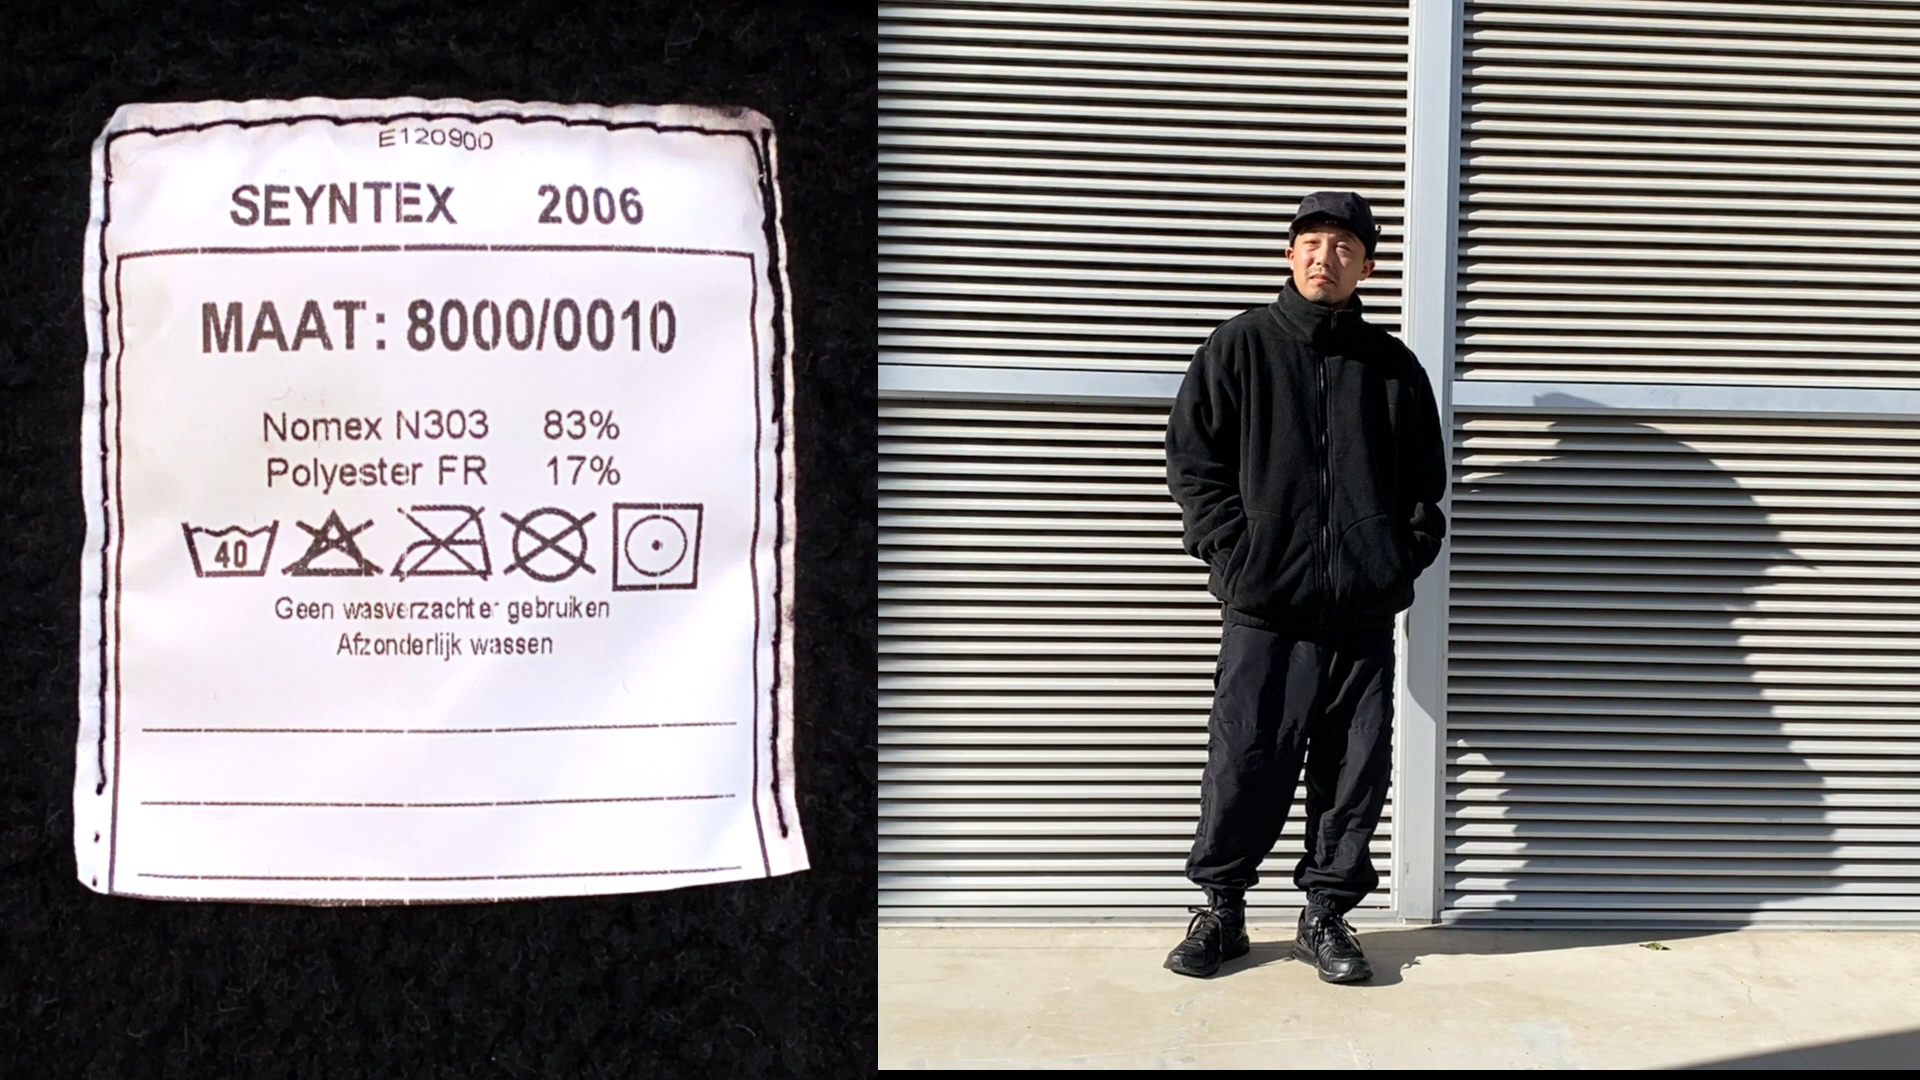 E120900
SEYNTEX 2006
MAAT: 8000/0010
Nomex N303 83%
Polyester FR 17%
40
Geen wasverzachter gebruiken
Afzonderlijk wassen